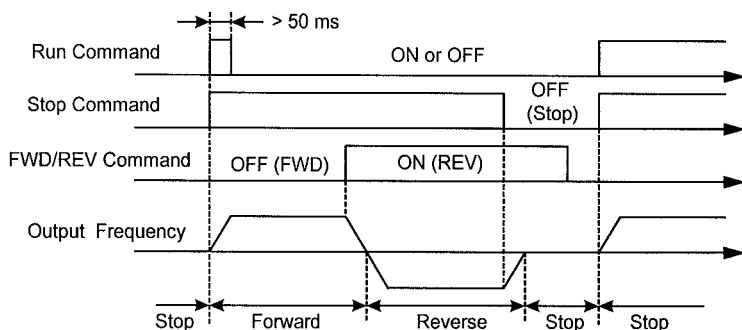 > 50 ms
Run Command
ON or OFF
Stop Command
OFF
(Stop)
FWD/REV Command
OFF (FWD)
ON (REV)
Output Frequency
Stop
Forward
Reverse
Stop
Stop